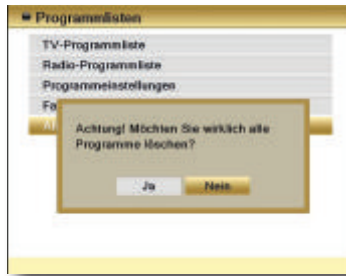 Programmlisten
TV-Programmliste
Radio-Programmliste
Programmeinstellungen
Achtung! Möchten Sie wirklich alle
Programme löschen?
Ja
Nein